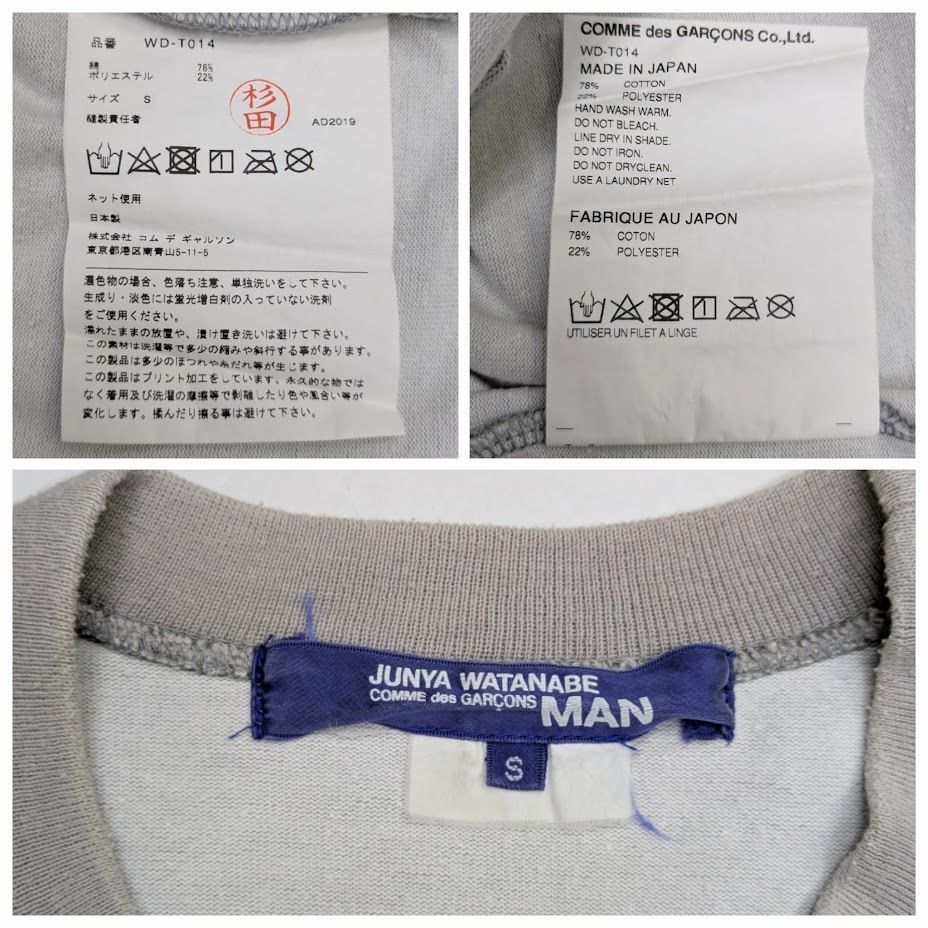 品番 WD-T014
綿 78%
ポリエステル 22%
サイズ S
縫製責任者
杉田
AD2019
ネット使用
日本製
株式会社 コム デ ギャルソン
東京都港区南青山5-11-5
濃色物の場合、色落ち注意、単独洗いをして下さい。
生成り・淡色には蛍光増白剤の入っていない洗剤
をご使用ください。
濡れたままの放置や、漬け置き洗いは避けて下さい。
この素材は洗濯等で多少の縮みや斜行する事があります。
この製品は多少のほつれや糸だれ等が生じます。
この製品はプリント加工をしています、永久的な物では
なく着用及び洗濯の摩擦等で剥離したり色や風合い等が
変化します。揉んだり擦る事は避けて下さい。
COMME des GARÇONS Co.,Ltd.
WD-T014
MADE IN JAPAN
78% COTTON
22% POLYESTER
HAND WASH WARM.
DO NOT BLEACH.
LINE DRY IN SHADE.
DO NOT IRON.
DO NOT DRYCLEAN.
USE A LAUNDRY NET
FABRIQUE AU JAPON
78% COTON
22% POLYESTER
UTILISER UN FILET A LINGE
JUNYA WATANABE
COMME des GARÇONS MAN
S